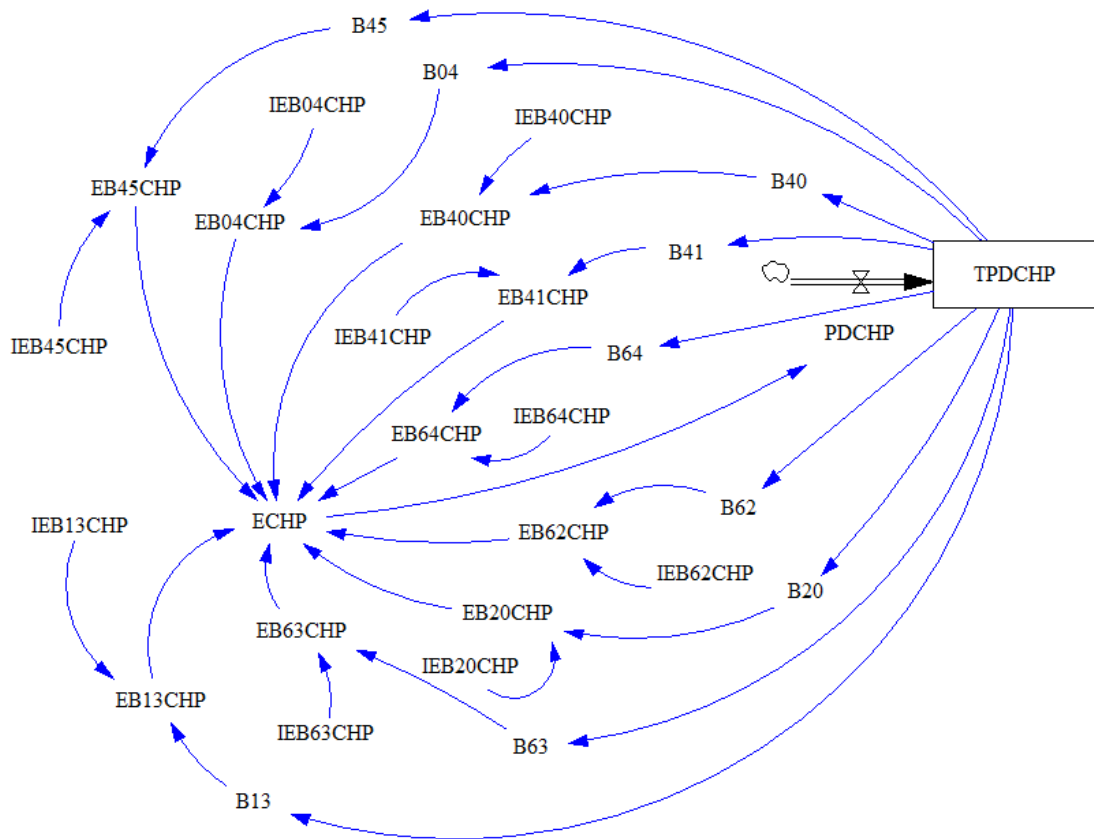 B45
B04
IEB04CHP
IEB40CHP
B40
EB45CHP
EB04CHP
EB40CHP
B41
TPDCHP
EB41CHP
IEB45CHP
IEB41CHP
PDCHP
B64
IEB64CHP
EB64CHP
B62
ECHP
IEB13CHP
EB62CHP
IEB62CHP
B20
EB20CHP
EB63CHP
IEB20CHP
EB13CHP
IEB63CHP
B63
B13